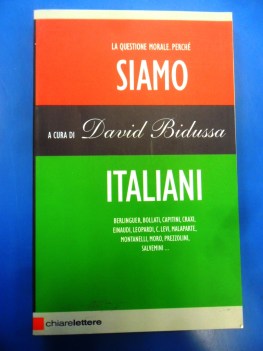 LA QUESTIONE MORALE. PERCHÉ
SIAMO
A CURA DI David Bidussa
ITALIANI
BERLINGUER, BOLLATI, CAPITINI, CRAXI,
EINAUDI, LEOPARDI, C. LEVI, MALAPARTE,
MONTANELLI, MORO, PREZZOLINI,
SALVEMINI ...
chiarelettere